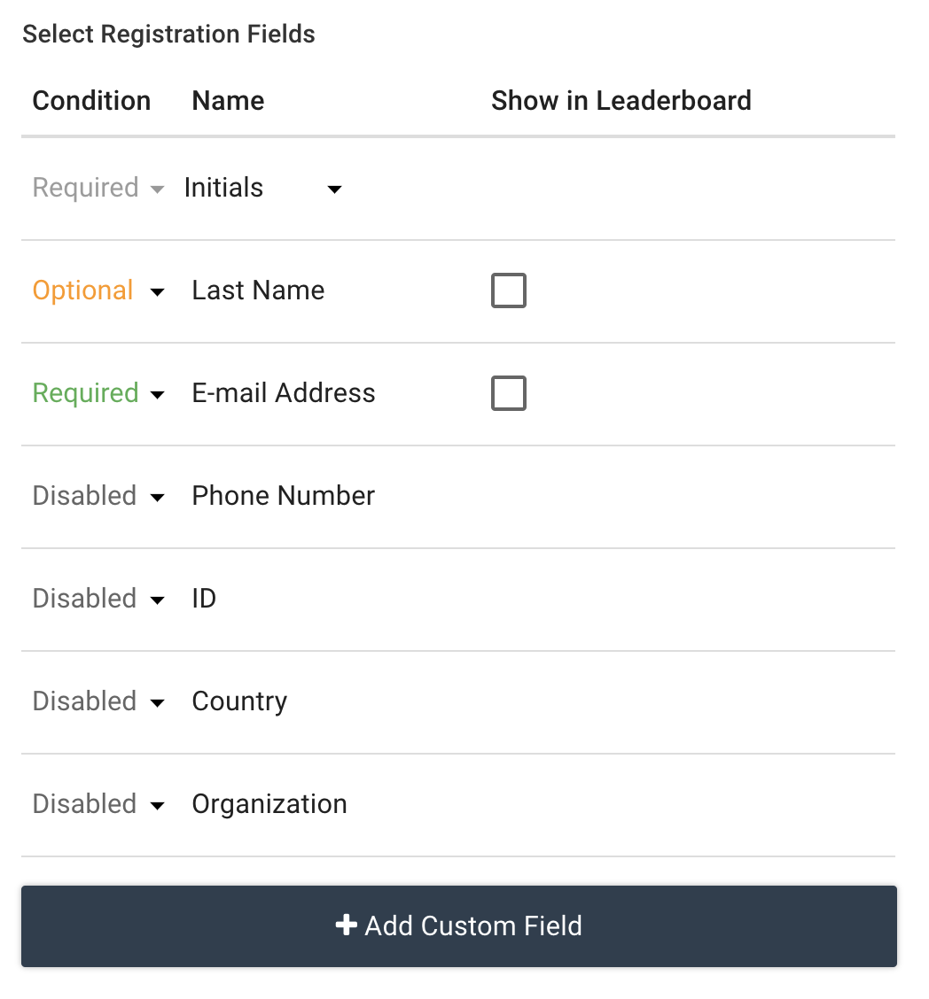 Select Registration Fields
Condition Name Show in Leaderboard
Required Initials
Optional Last Name
Required E-mail Address
Disabled Phone Number
Disabled ID
Disabled Country
Disabled Organization
Add Custom Field